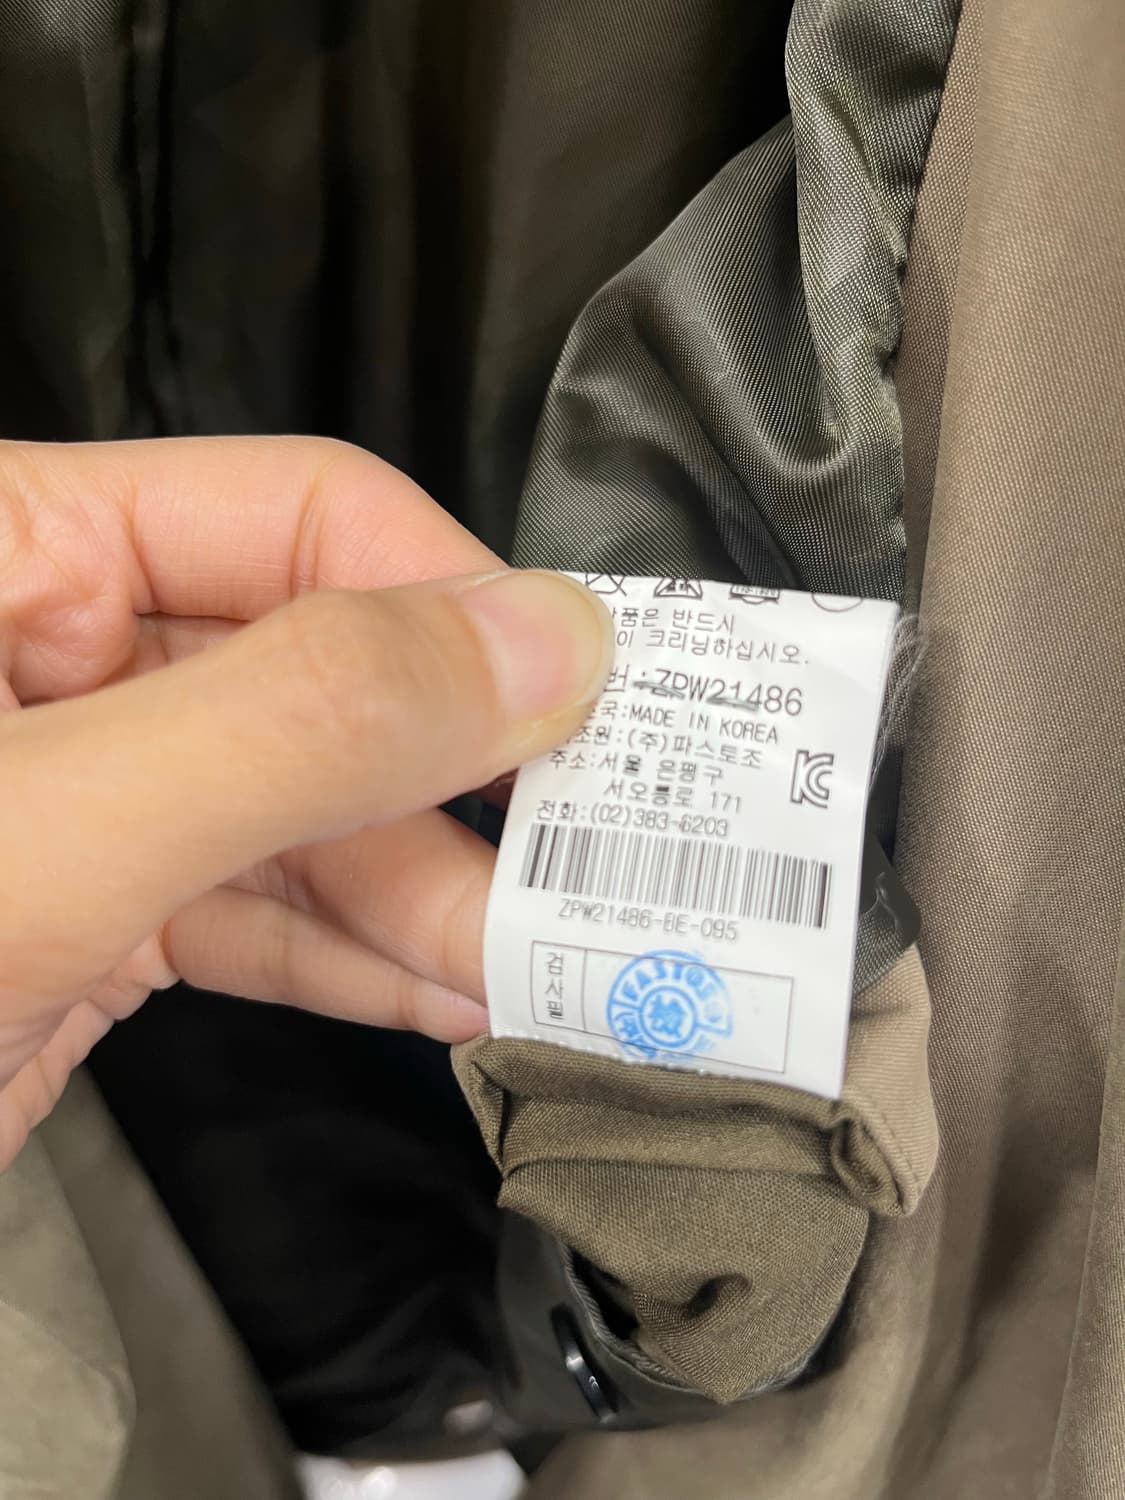 품은 반드시
이 크리닝하십시오.
번:ZPW21486
국:MADE IN KOREA
조원:(주)파스토조
주소:서울 은평구
서오릉로 171
전화:(02)383-6203
ZPW21486-BE-095
검사필
FASTO
檢